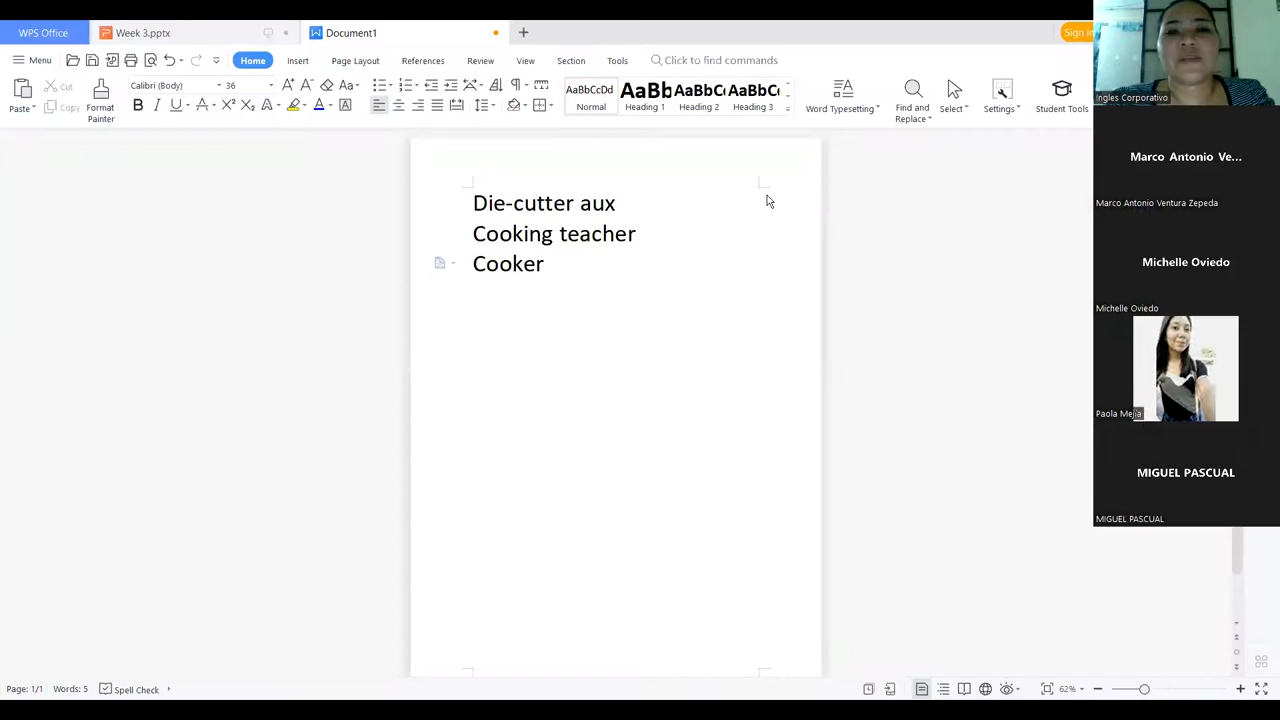 WPS Office
Week 3.pptx
Document1
Sign in
Menu
Home
Insert
Page Layout
References
Review
View
Section
Tools
Click to find commands
Paste
Cut
Copy
Format
Painter
Calibri (Body)
36
AaBbCcDd
Normal
AaBb
Heading 1
AaBbC
Heading 2
AaBbC
Heading 3
Word Typesetting
Find and
Replace
Select
Settings
Student Tools
Die-cutter aux
Cooking teacher
Cooker
Ingles Corporativo
Marco Antonio Ve...
Marco Antonio Ventura Zepeda
Michelle Oviedo
Michelle Oviedo
Paola Mejía
MIGUEL PASCUAL
MIGUEL PASCUAL
Page: 1/1
Words: 5
Spell Check
62%